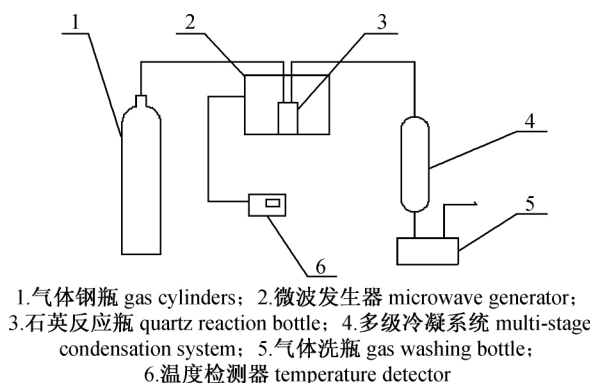 1 2 3
4
5
6
1.气体钢瓶 gas cylinders；2.微波发生器 microwave generator；
3.石英反应瓶 quartz reaction bottle；4.多级冷凝系统 multi-stage
condensation system；5.气体洗瓶 gas washing bottle；
6.温度检测器 temperature detector